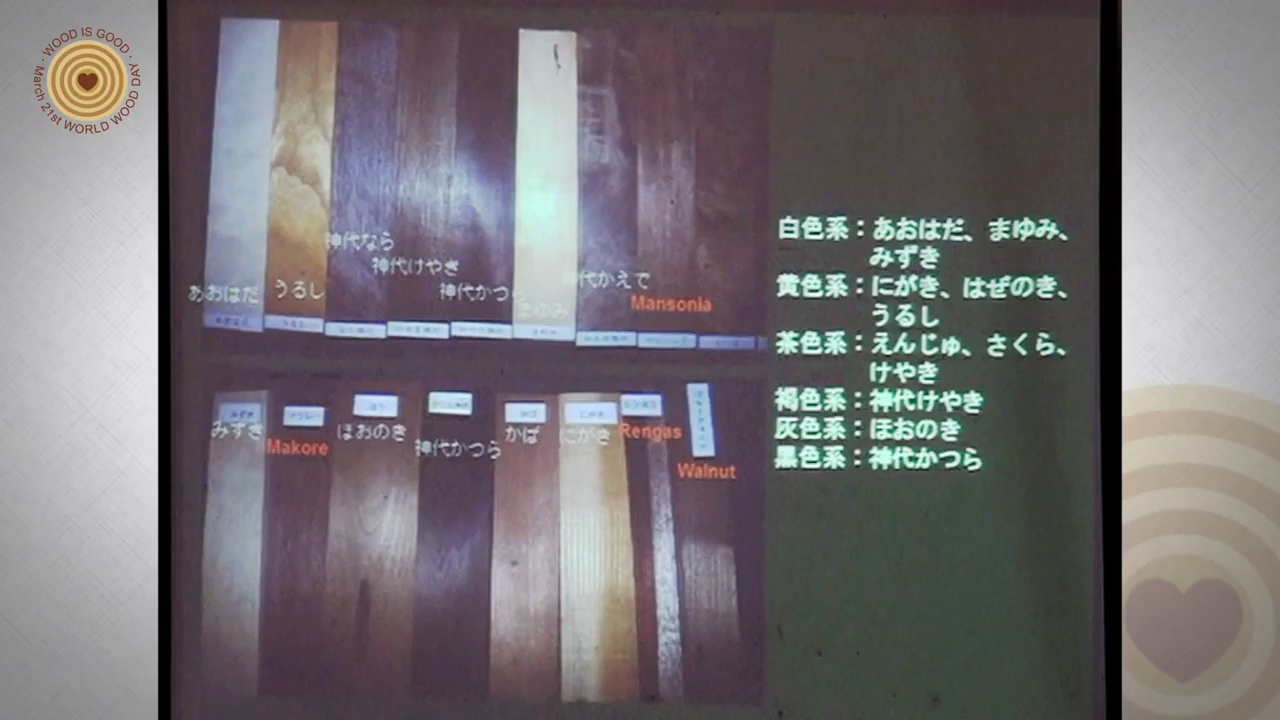 WOOD IS GOOD · DAY
March 21st WORLD WOOD
神代なら
神代けやき
あおはだ
うるし
神代かつら
まゆみ
代かえで
Mansonia
みずき
Makore
ほおのき
神代かつら
かば
にがき
Rengas
Walnut
白色系：あおはだ、まゆみ、
みずき
黄色系：にがき、はぜのき、
うるし
茶色系：えんじゅ、さくら、
けやき
褐色系：神代けやき
灰色系：ほおのき
黒色系：神代かつら